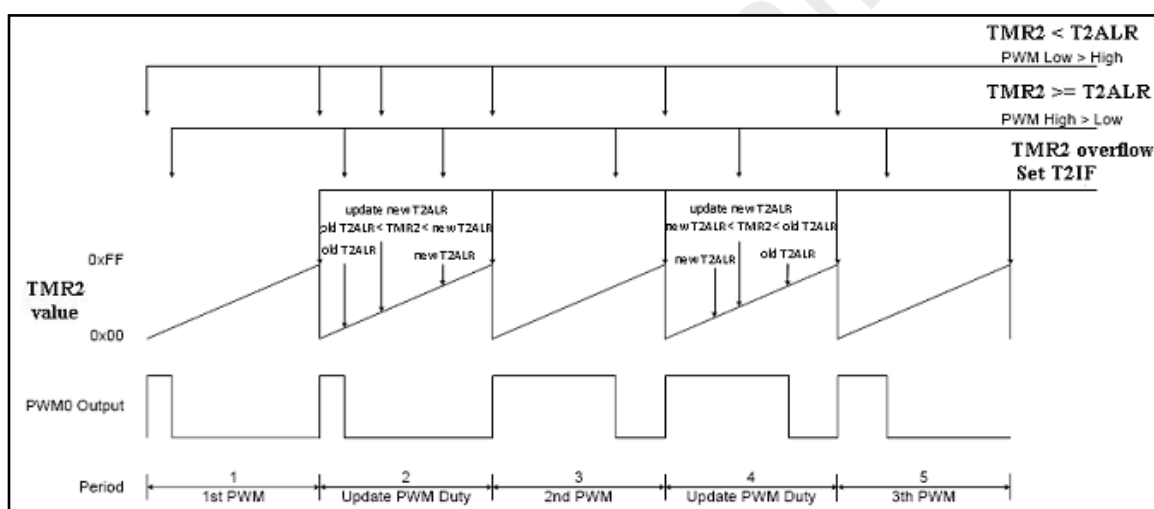 TMR2 < T2ALR
PWM Low > High
TMR2 >= T2ALR
PWM High > Low
TMR2 overflow
Set T2IF
update new T2ALR
old T2ALR < TMR2 < new T2ALR
old T2ALR
new T2ALR
update new T2ALR
new T2ALR < TMR2 < old T2ALR
new T2ALR
old T2ALR
0xFF
TMR2
value
0x00
PWM0 Output
Period
1
2
3
4
5
1st PWM
Update PWM Duty
2nd PWM
Update PWM Duty
3th PWM